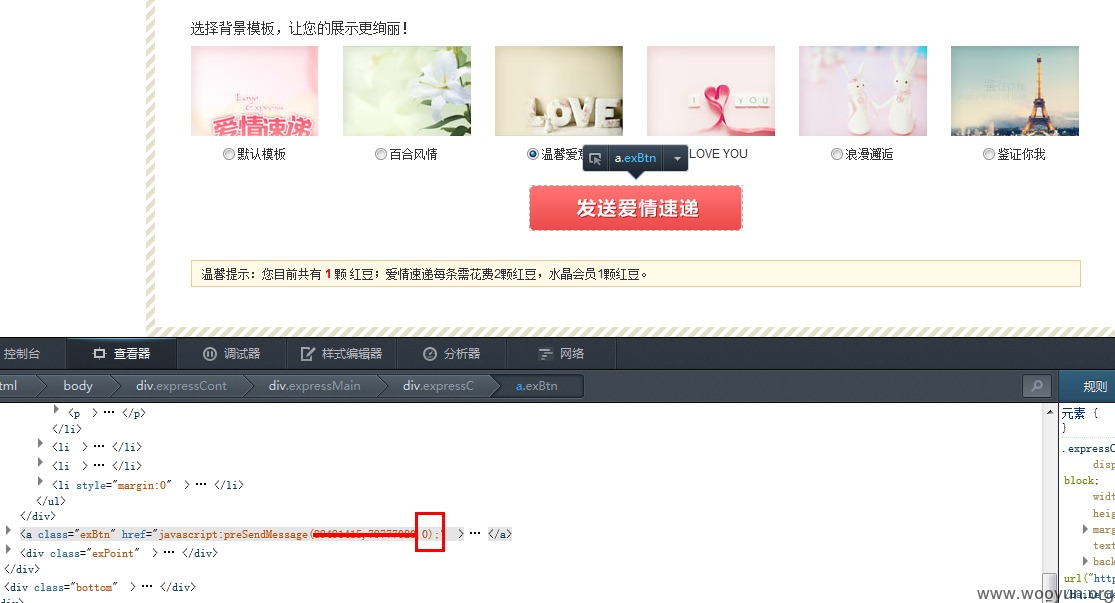 选择背景模板，让您的展示更绚丽！
Love
Express
爱情速递
LOVE
I YOU
鉴证你我
默认模板
百合风情
温馨爱意
LOVE YOU
浪漫邂逅
鉴证你我
a.exBtn
发送爱情速递
温馨提示：您目前共有 1 颗 红豆；爱情速递每条需花费2颗红豆，水晶会员1颗红豆。
控制台
查看器
调试器
样式编辑器
分析器
网络
tml
body
div.expressCont
div.expressMain
div.expressC
a.exBtn
规则
<p > ⋯ </p>
</li>
<li > ⋯ </li>
<li > ⋯ </li>
<li style="margin:0" > ⋯ </li>
</ul>
</div>
<a class="exBtn" href="javascript:preSendMessage( 0);" > ⋯ </a>
<div class="exPoint" > ⋯ </div>
</div>
<div class="bottom" > ⋯ </div>
元素 {
}
.expressC
disp
block;
widt
heig
marg
text
back
url("http
www.wooyun.org